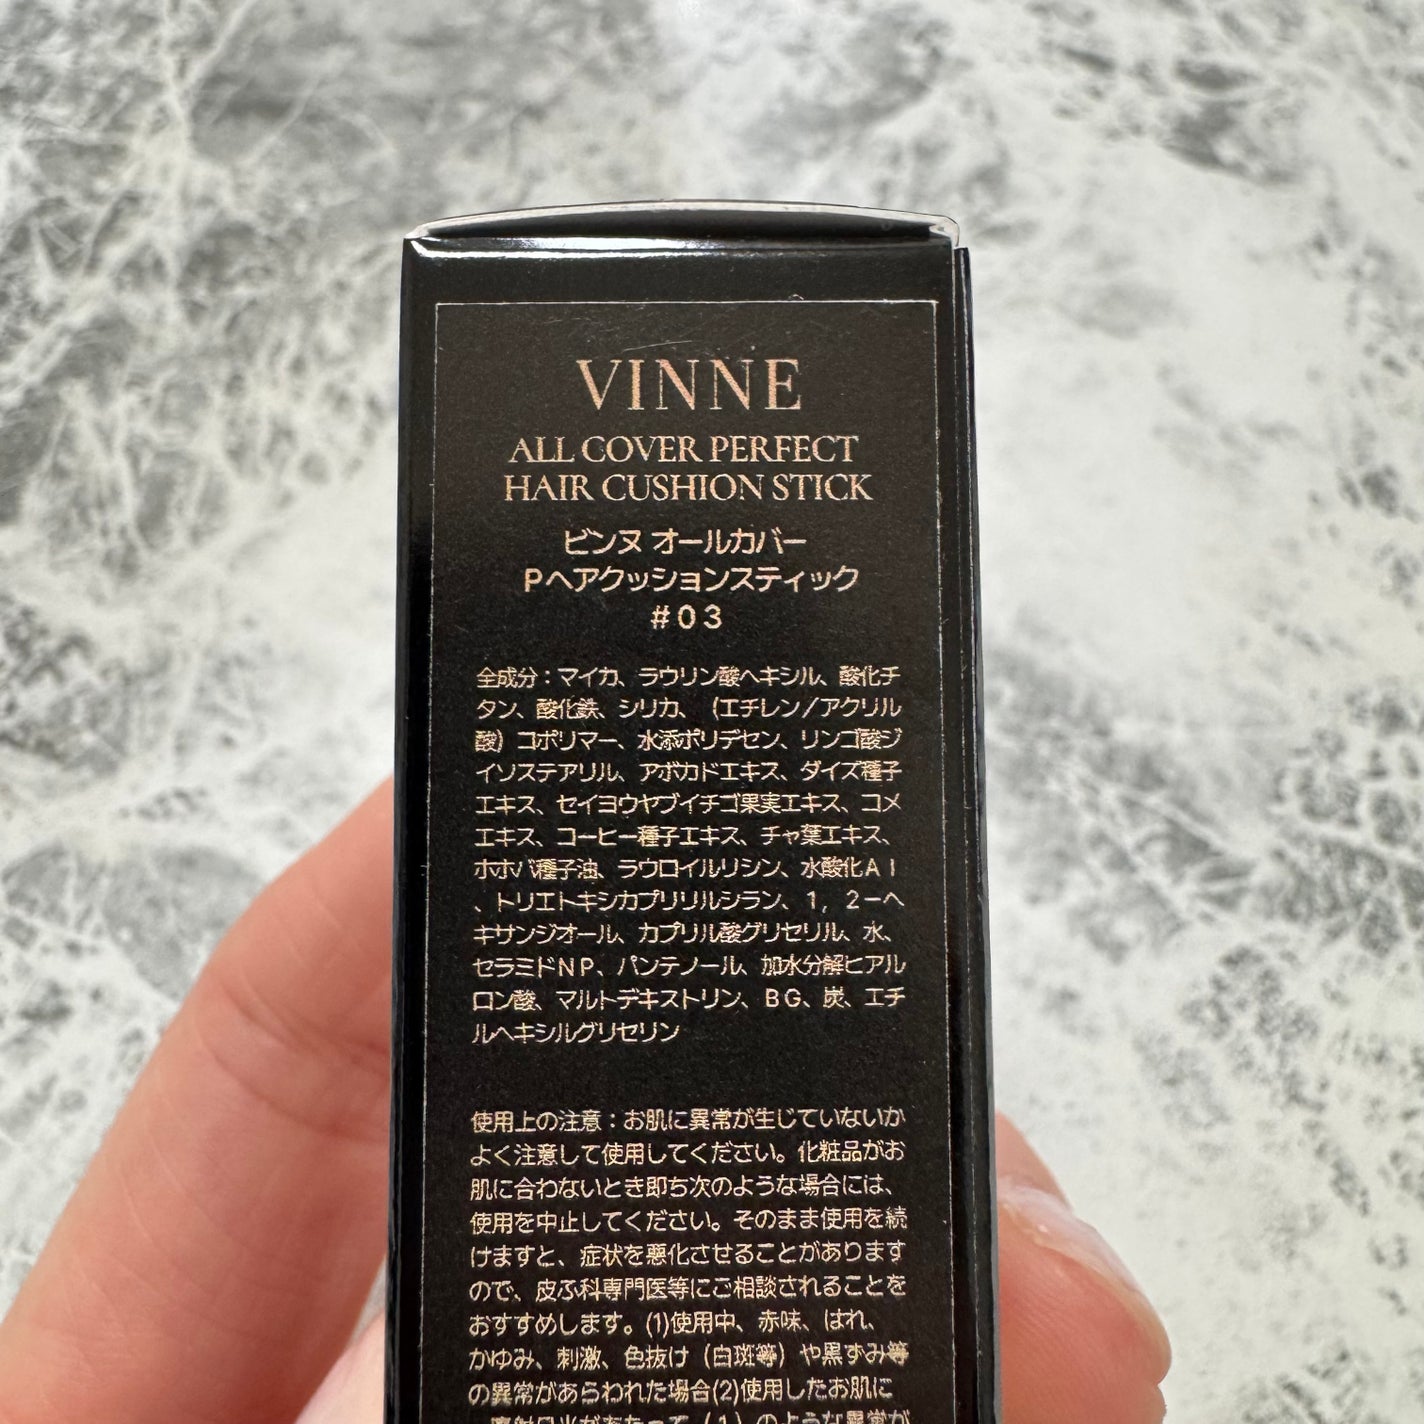 VINNE
ALL COVER PERFECT
HAIR CUSHION STICK
ビンヌ オールカバー
Pヘアクッションスティック
#03
全成分：マイカ、ラウリン酸ヘキシル、酸化チ
タン、酸化鉄、シリカ、（エチレン／アクリル
酸）コポリマー、水添ポリデセン、リンゴ酸ジ
イソステアリル、アボカドエキス、ダイズ種子
エキス、セイヨウヤブイチゴ果実エキス、コメ
エキス、コーヒー種子エキス、チャ葉エキス、
ホホバ種子油、ラウロイルリシン、水酸化Al
、トリエトキシカプリリルシラン、1，2－ヘ
キサンジオール、カプリル酸グリセリル、水、
セラミドNP、パンテノール、加水分解ヒアル
ロン酸、マルトデキストリン、BG、炭、エチ
ルヘキシルグリセリン
使用上の注意：お肌に異常が生じていないか
よく注意して使用してください。化粧品がお
肌に合わないとき即ち次のような場合には、
使用を中止してください。そのまま使用を続
けますと、症状を悪化させることがあります
ので、皮ふ科専門医等にご相談されることを
おすすめします。(1)使用中、赤味、はれ、
かゆみ、刺激、色抜け（白斑等）や黒ずみ等
の異常があらわれた場合(2)使用したお肌に
直射日光があたって（1）のような異常が